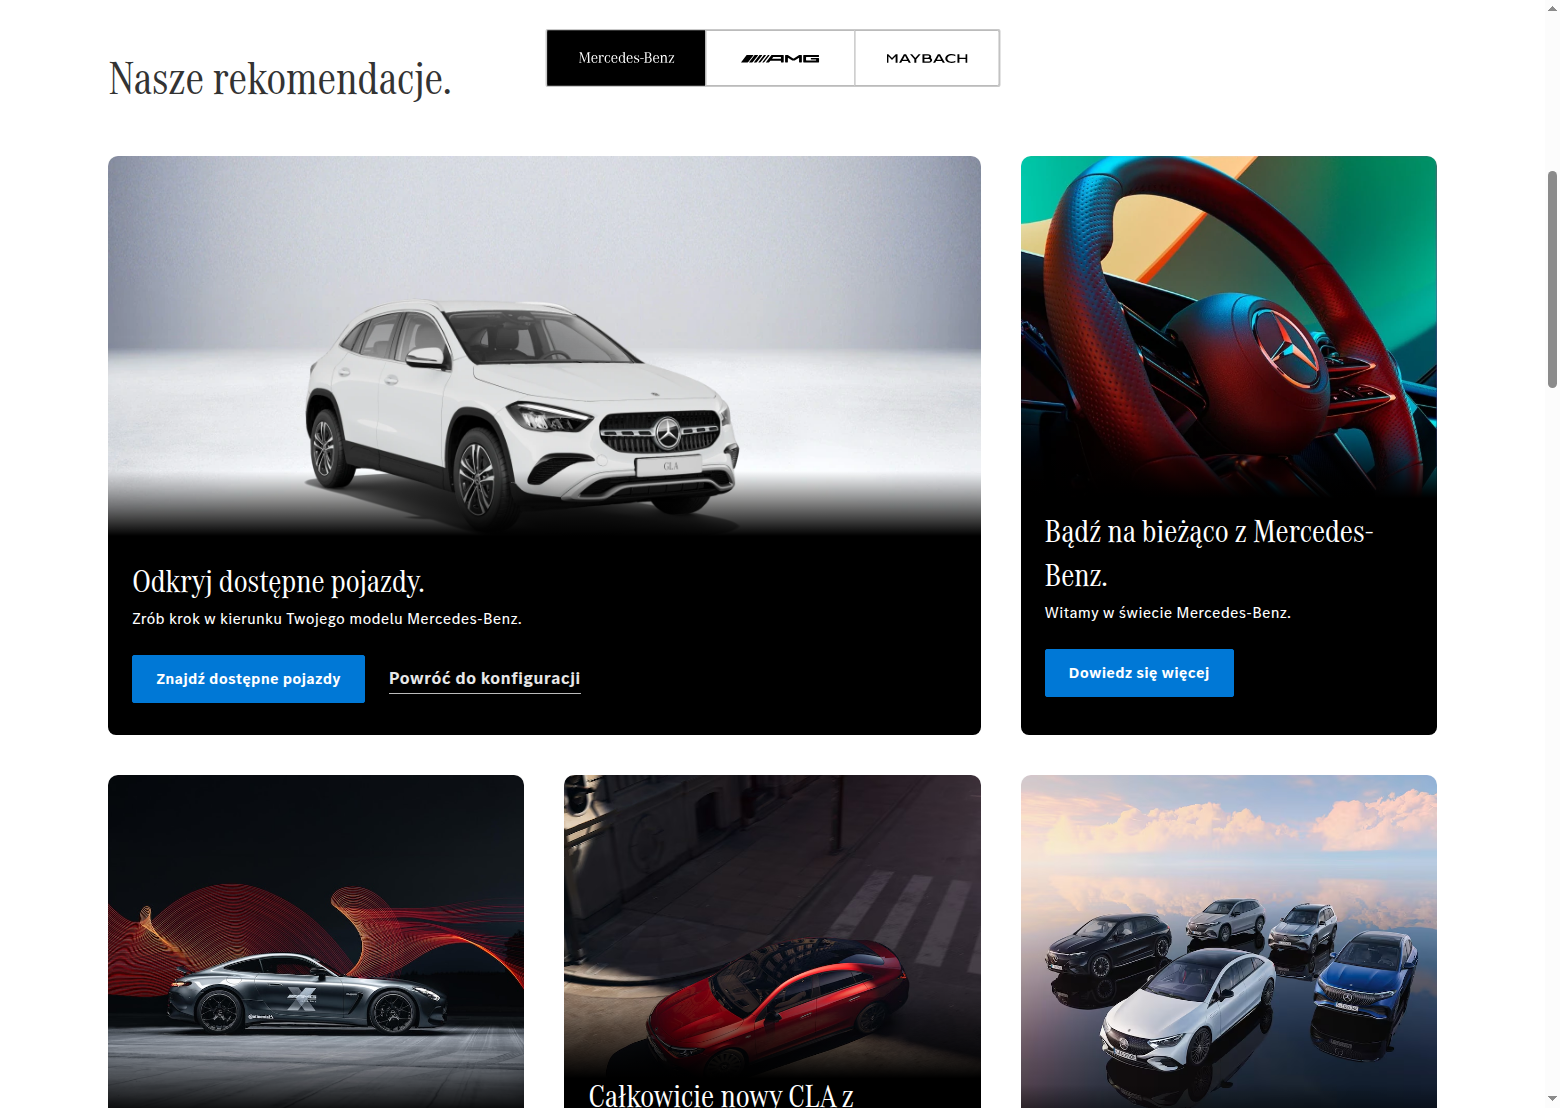 Mercedes-Benz
AMG
MAYBACH
Nasze rekomendacje.
GLA
Odkryj dostępne pojazdy.
Zrób krok w kierunku Twojego modelu Mercedes-Benz.
Znajdź dostępne pojazdy
Powróć do konfiguracji
Bądź na bieżąco z Mercedes-
Benz.
Witamy w świecie Mercedes-Benz.
Dowiedz się więcej
Całkowicie nowy CLA z